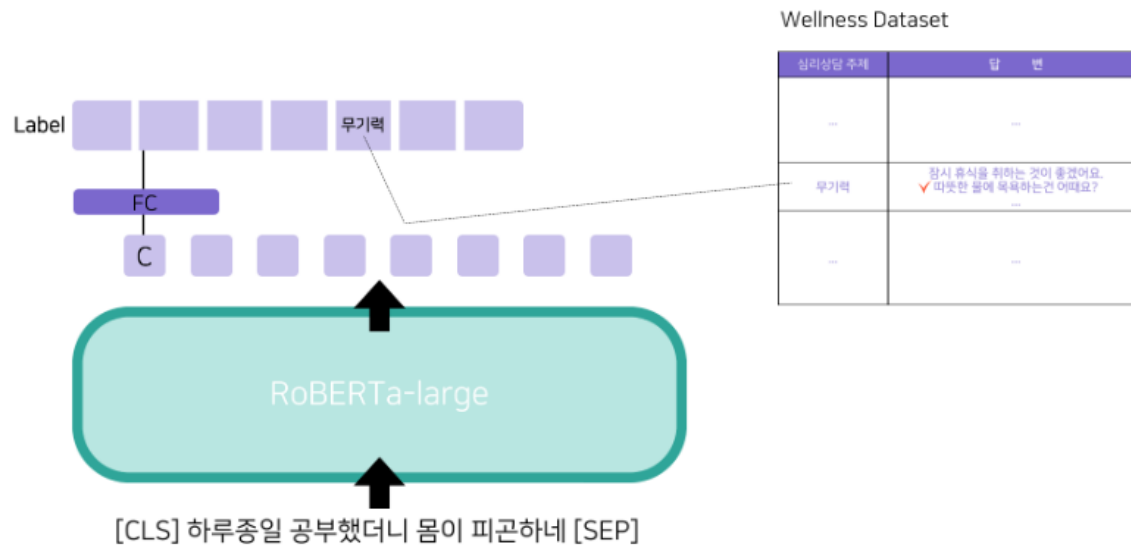 Wellness Dataset
심리상담 주제 답 변
... ...
Label 무기력
무기력 잠시 휴식을 취하는 것이 좋겠어요.
따뜻한 물에 목욕하는건 어때요?
...
FC
C
... ...
RoBERTa-large
[CLS] 하루종일 공부했더니 몸이 피곤하네 [SEP]